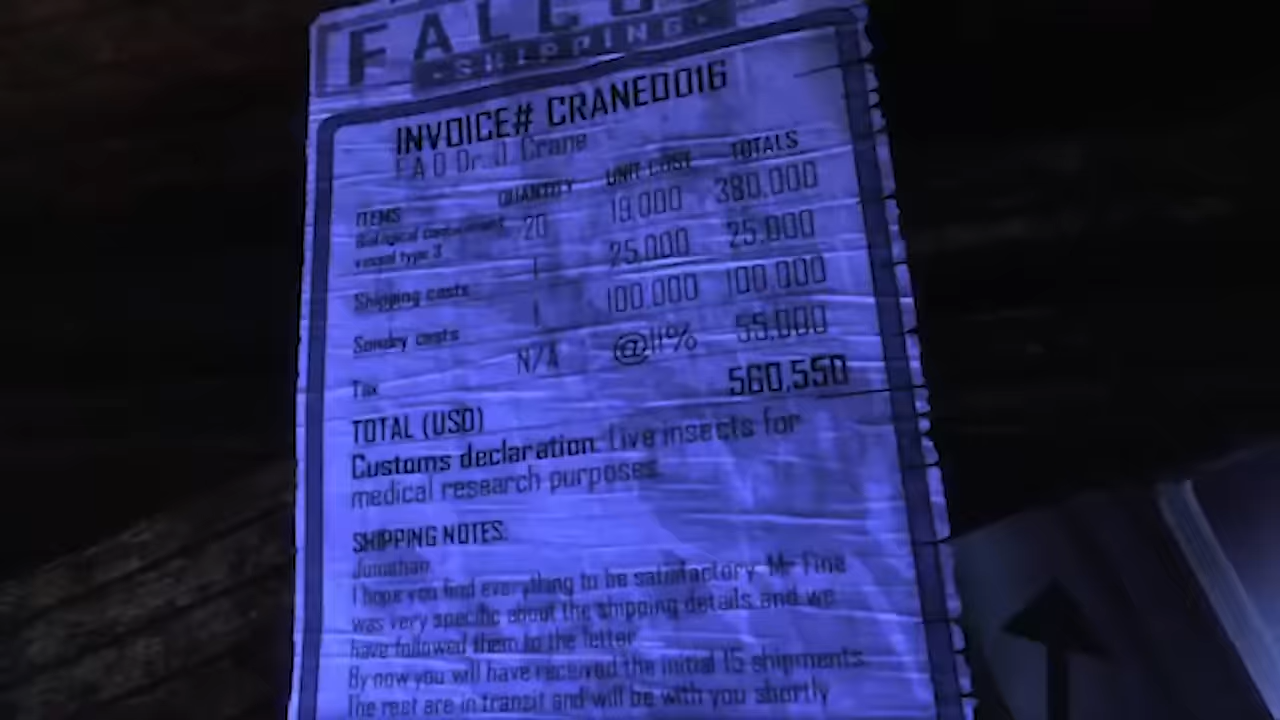 FALCO
-SHIPPING-
INVOICE# CRANE0016
F.A.O Dr. J. Crane
ITEMS QUANTITY UNIT COST TOTALS
Biological containment vessel type 3 20 19,000 380,000
Shipping costs 1 25,000 25,000
Sundry costs 1 100,000 100,000
Tax N/A @11% 55,000
TOTAL (USD) 560,550
Customs declaration. Live insects for
medical research purposes.
SHIPPING NOTES:
Jonathan
I hope you find everything to be satisfactory. Mr Fine
was very specific about the shipping details and we
have followed them to the letter
By now you will have received the initial 15 shipments.
The rest are in transit and will be with you shortly